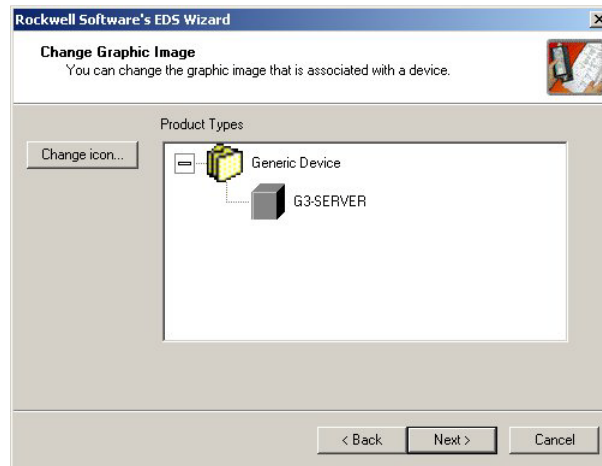 Rockwell Software's EDS Wizard
Change Graphic Image
You can change the graphic image that is associated with a device.
Product Types
Change icon...
Generic Device
G3-SERVER
< Back
Next >
Cancel